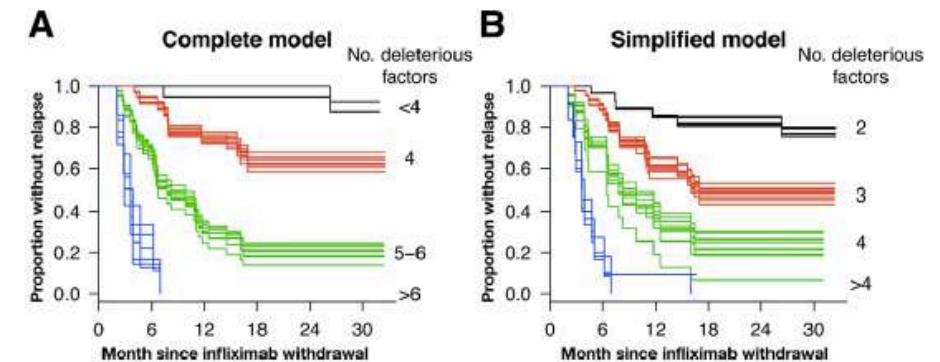 A
Complete model
No. deleterious
factors
1.0
0.8
0.6
0.4
0.2
0.0
Proportion without relapse
<4
4
5–6
>6
0 6 12 18 24 30
Month since infliximab withdrawal
B
Simplified model
No. deleterious
factors
1.0
0.8
0.6
0.4
0.2
0.0
Proportion without relapse
2
3
4
>4
0 6 12 18 24 30
Month since infliximab withdrawal